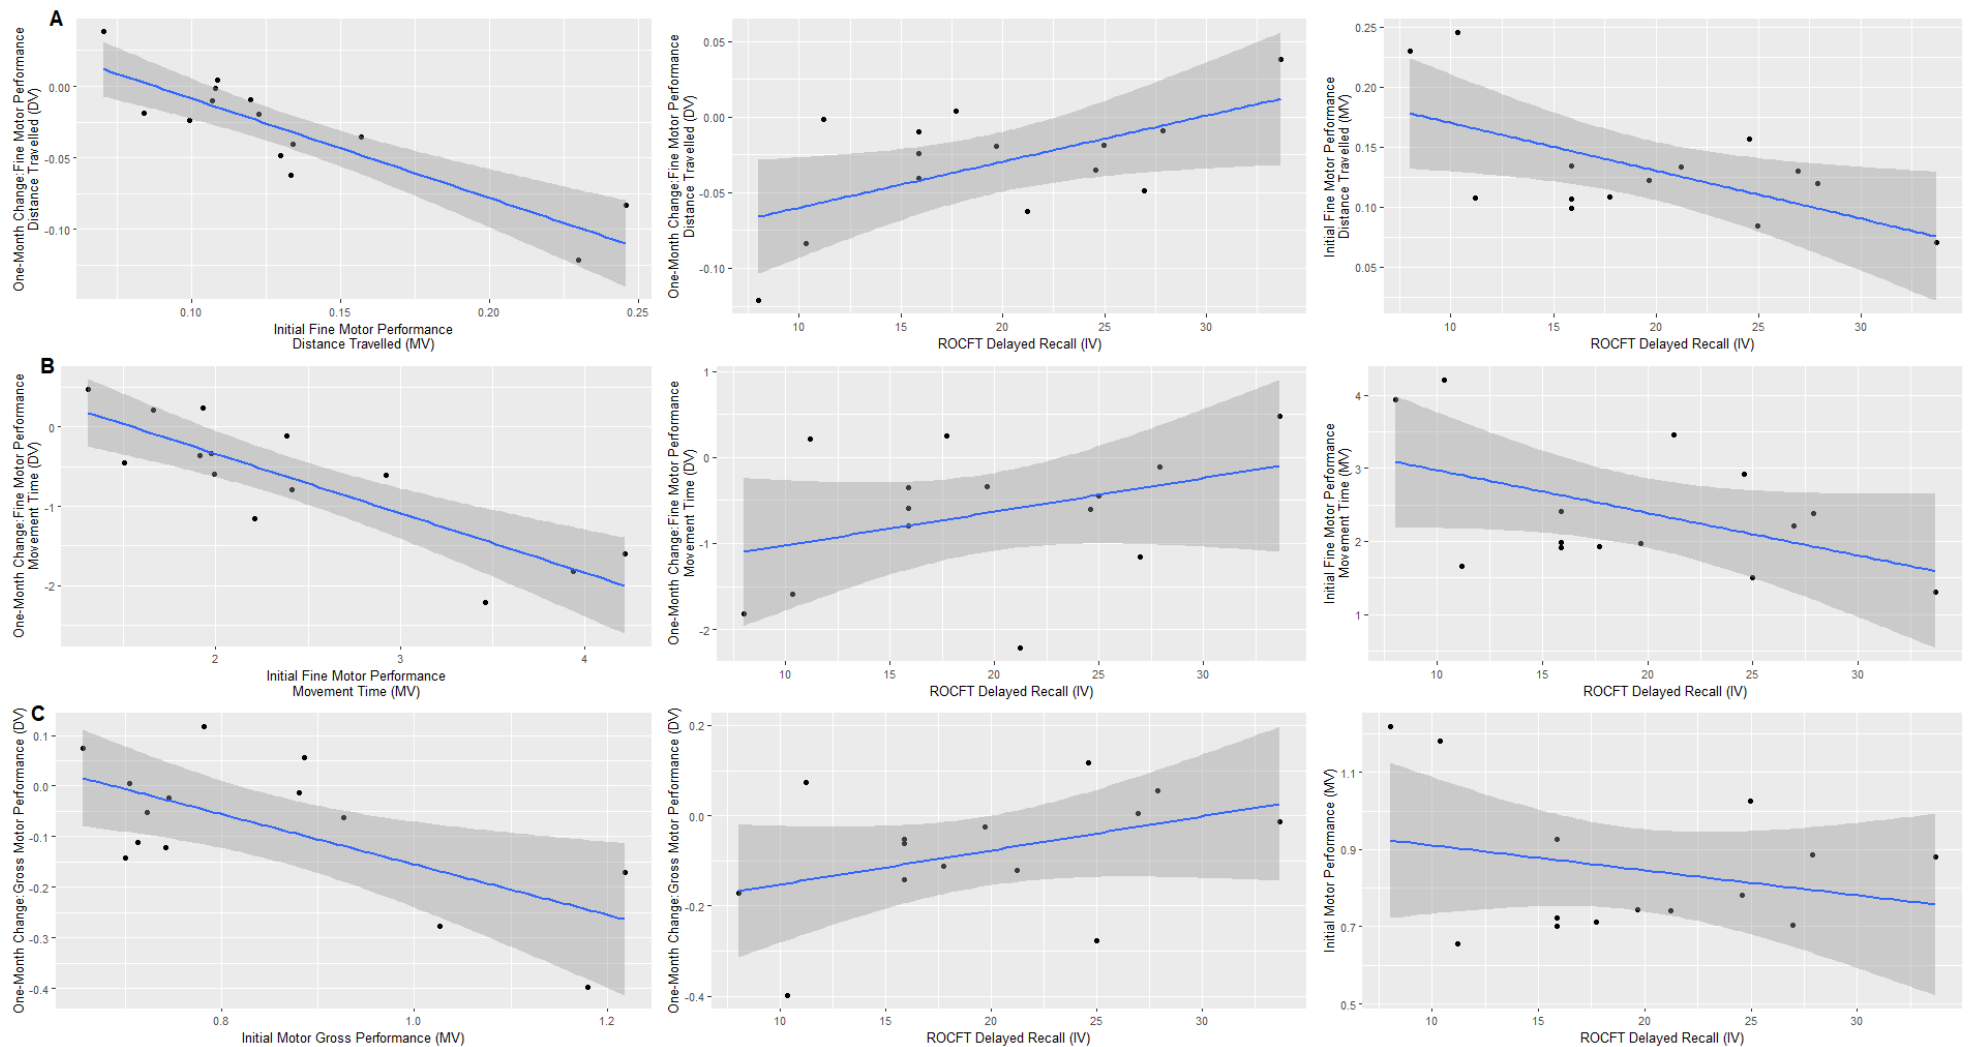 A
One-Month Change:Fine Motor Performance
Distance Travelled (DV)
0.00
-0.05
-0.10
0.10
0.15
0.20
0.25
Initial Fine Motor Performance
Distance Travelled (MV)
One-Month Change:Fine Motor Performance
Distance Travelled (DV)
0.05
0.00
-0.05
-0.10
10
15
20
25
30
ROCFT Delayed Recall (IV)
Initial Fine Motor Performance
Distance Travelled (MV)
0.25
0.20
0.15
0.10
0.05
10
15
20
25
30
ROCFT Delayed Recall (IV)
B
One-Month Change:Fine Motor Performance
Movement Time (DV)
0
-1
-2
2
3
4
Initial Fine Motor Performance
Movement Time (MV)
One-Month Change:Fine Motor Performance
Movement Time (DV)
1
0
-1
-2
10
15
20
25
30
ROCFT Delayed Recall (IV)
Initial Fine Motor Performance
Movement Time (MV)
4
3
2
1
10
15
20
25
30
ROCFT Delayed Recall (IV)
C
One-Month Change:Gross Motor Performance (DV)
0.1
0.0
-0.1
-0.2
-0.3
-0.4
0.8
1.0
1.2
Initial Motor Gross Performance (MV)
One-Month Change:Gross Motor Performance (DV)
0.2
0.0
-0.2
-0.4
10
15
20
25
30
ROCFT Delayed Recall (IV)
Initial Motor Performance (MV)
1.1
0.9
0.7
0.5
10
15
20
25
30
ROCFT Delayed Recall (IV)